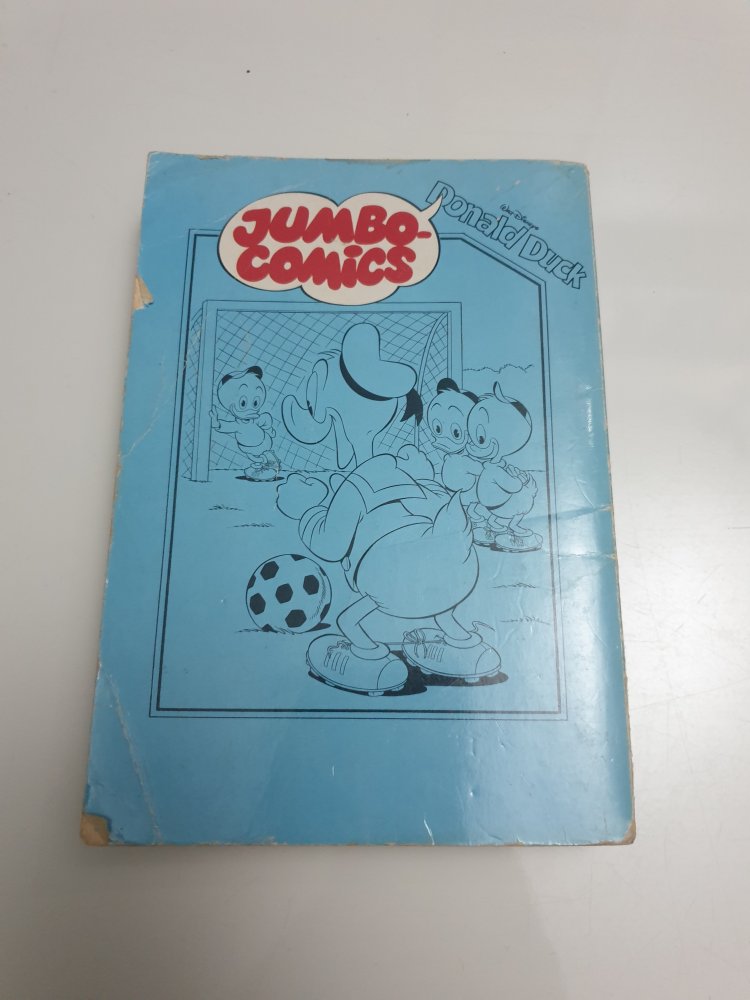 JUMBO-
COMICS
Walt Disney's
Donald Duck